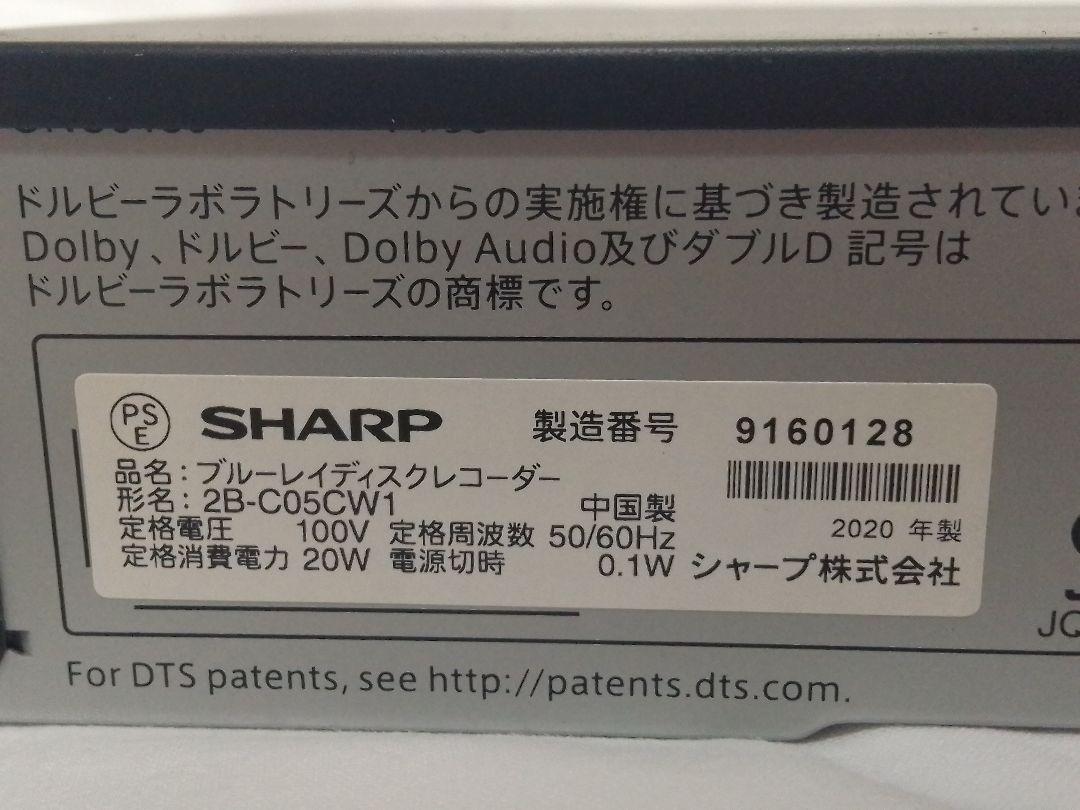 ドルビーラボラトリーズからの実施権に基づき製造されてい
Dolby、ドルビー、Dolby Audio及びダブルD 記号は
ドルビーラボラトリーズの商標です。
PSE SHARP 製造番号 9160128
品名:ブルーレイディスクレコーダー
形名:2B-C05CW1 中国製
定格電圧 100V 定格周波数 50/60Hz 2020 年製
定格消費電力 20W 電源切時 0.1W シャープ株式会社
JQ
For DTS patents, see http://patents.dts.com.